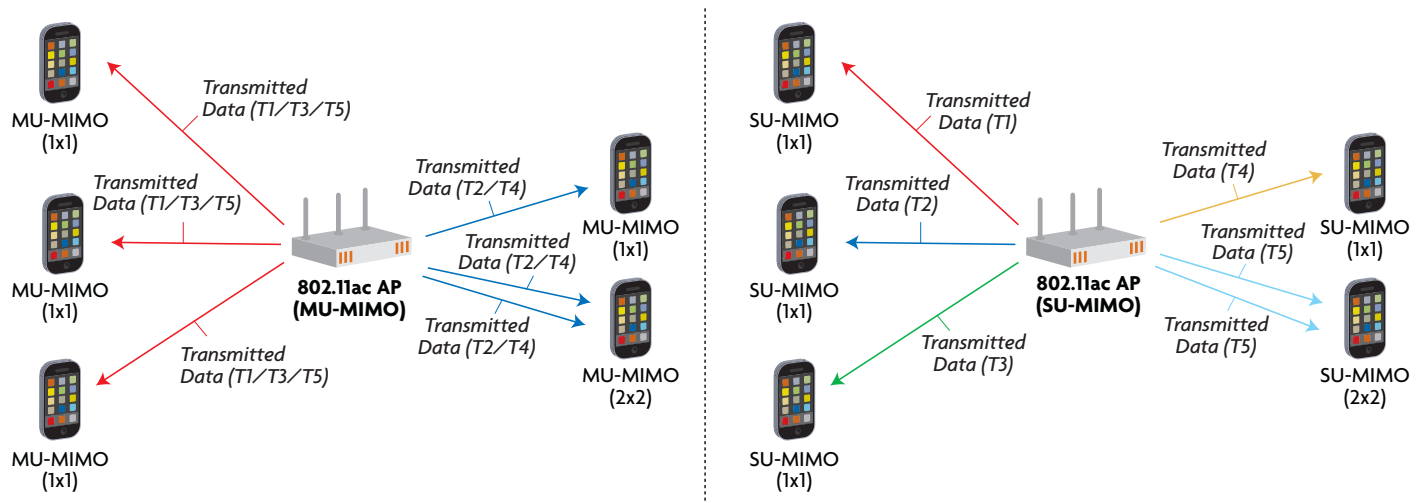 Transmitted
Data (T1/T3/T5)
MU-MIMO
(1x1)
Transmitted
Data (T1/T3/T5)
MU-MIMO
(1x1)
Transmitted
Data (T1/T3/T5)
MU-MIMO
(1x1)
802.11ac AP
(MU-MIMO)
Transmitted
Data (T2/T4)
MU-MIMO
(1x1)
Transmitted
Data (T2/T4)
Transmitted
Data (T2/T4)
MU-MIMO
(2x2)
SU-MIMO
(1x1)
Transmitted
Data (T1)
Transmitted
Data (T2)
SU-MIMO
(1x1)
Transmitted
Data (T3)
SU-MIMO
(1x1)
802.11ac AP
(SU-MIMO)
Transmitted
Data (T4)
SU-MIMO
(1x1)
Transmitted
Data (T5)
Transmitted
Data (T5)
SU-MIMO
(2x2)